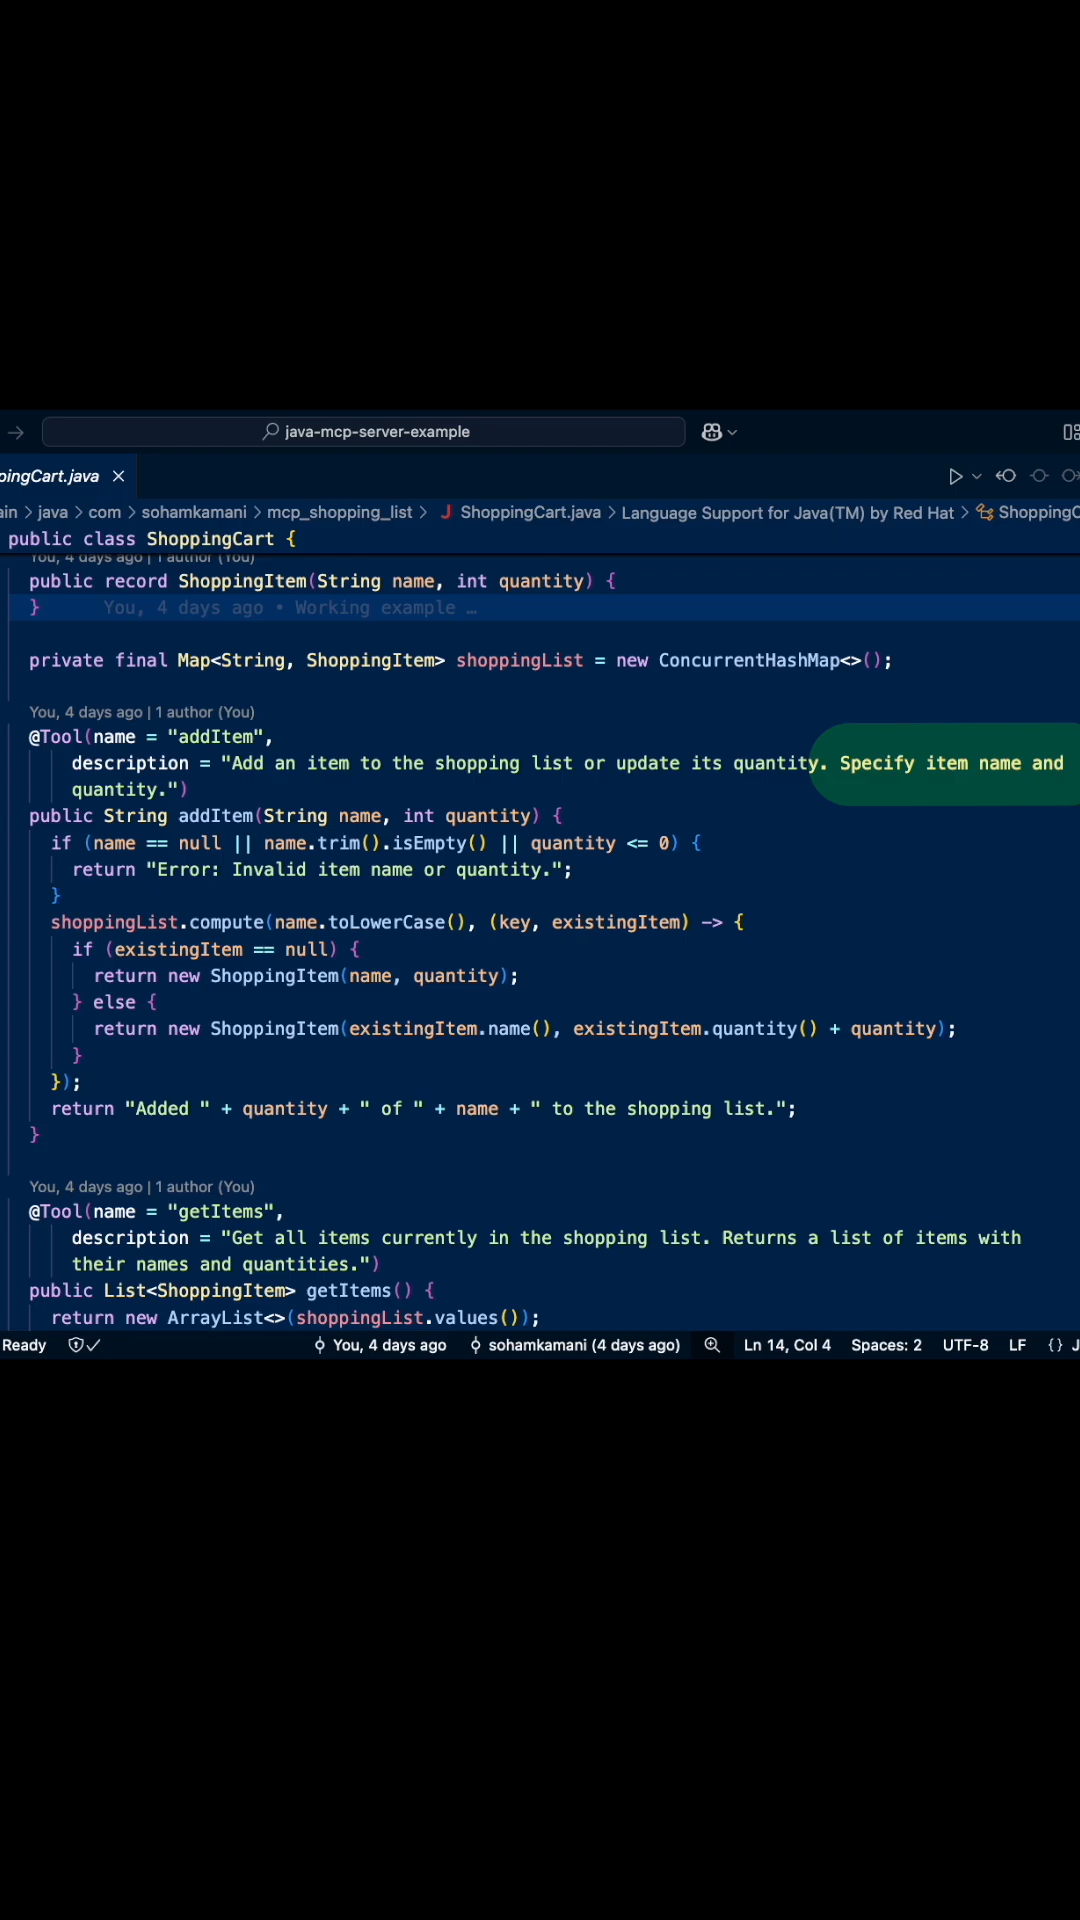 java-mcp-server-example
pingCart.java
ain > java > com > sohamkamani > mcp_shopping_list > J ShoppingCart.java > Language Support for Java(TM) by Red Hat > ShoppingC
public class ShoppingCart {
You, 4 days ago | 1 author (You)
public record ShoppingItem(String name, int quantity) {
} You, 4 days ago • Working example …
private final Map<String, ShoppingItem> shoppingList = new ConcurrentHashMap<>();
You, 4 days ago | 1 author (You)
@Tool(name = "addItem",
description = "Add an item to the shopping list or update its quantity. Specify item name and
quantity.")
public String addItem(String name, int quantity) {
if (name == null || name.trim().isEmpty() || quantity <= 0) {
return "Error: Invalid item name or quantity.";
}
shoppingList.compute(name.toLowerCase(), (key, existingItem) -> {
if (existingItem == null) {
return new ShoppingItem(name, quantity);
} else {
return new ShoppingItem(existingItem.name(), existingItem.quantity() + quantity);
}
});
return "Added " + quantity + " of " + name + " to the shopping list.";
}
You, 4 days ago | 1 author (You)
@Tool(name = "getItems",
description = "Get all items currently in the shopping list. Returns a list of items with
their names and quantities.")
public List<ShoppingItem> getItems() {
return new ArrayList<>(shoppingList.values());
Ready You, 4 days ago sohamkamani (4 days ago) Ln 14, Col 4 Spaces: 2 UTF-8 LF {} J